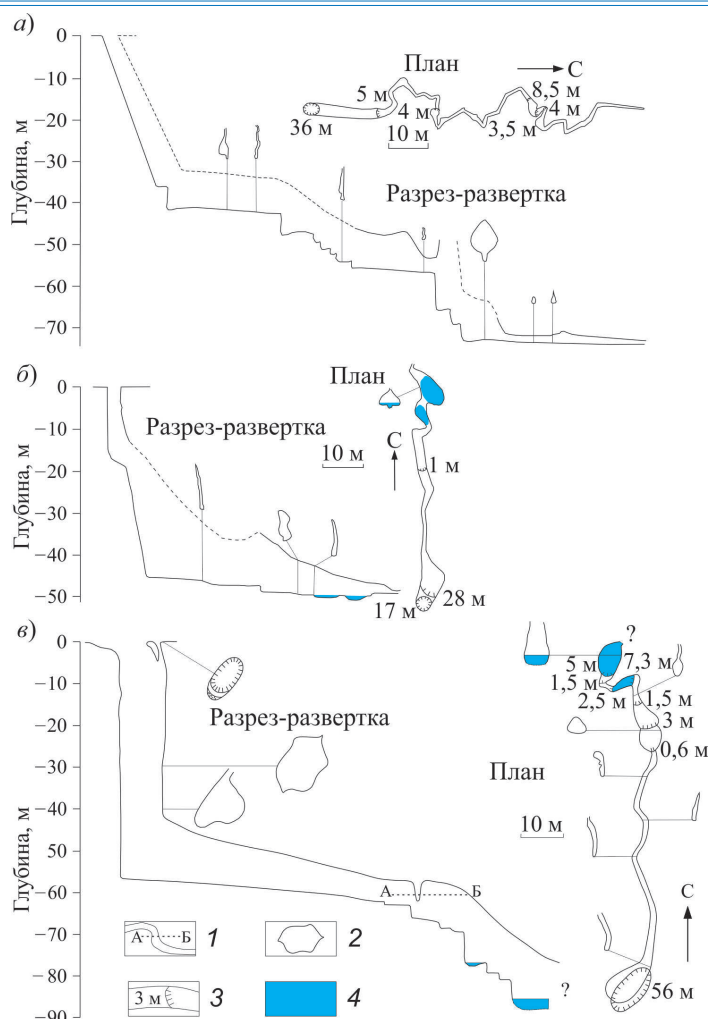 а)
Глубина, м
0
−10
−20
−30
−40
−50
−60
−70
План
С
5 м
8,5 м
4 м
4 м
36 м
10 м
3,5 м
Разрез-развертка
б)
Глубина, м
0
−10
−20
−30
−40
−50
План
Разрез-развертка
С
10 м
1 м
17 м
28 м
в)
Глубина, м
Глубина, м
0
−10
−20
−30
−40
−50
−60
−70
−80
−90
?
5 м
7,3 м
1,5 м
2,5 м
1,5 м
3 м
0,6 м
Разрез-развертка
План
10 м
С
А
Б
56 м
?
А
Б
1
2
3 м
3
4